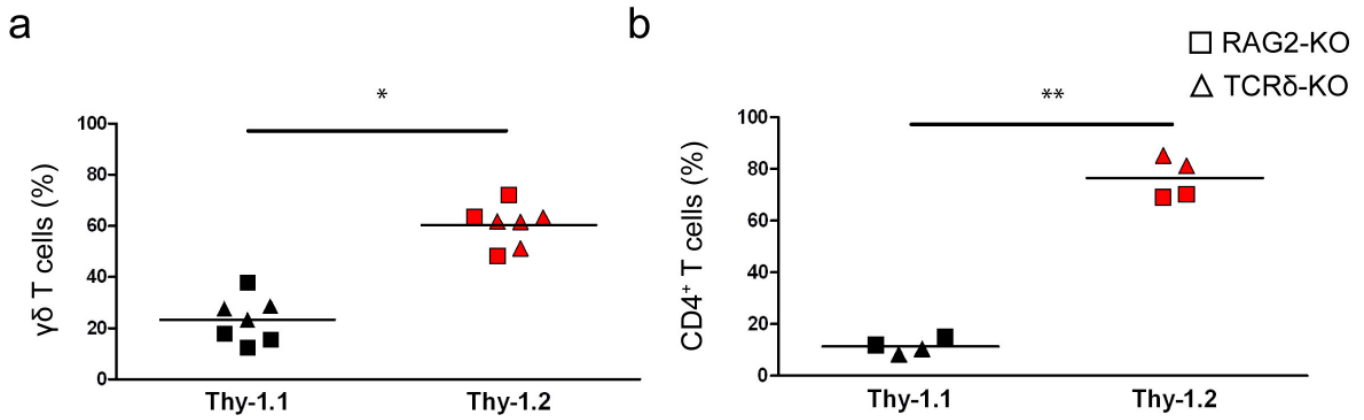 a
*
γδ T cells (%)
100
80
60
40
20
0
Thy-1.1
Thy-1.2
b
RAG2-KO
TCRδ-KO
**
CD4⁺ T cells (%)
100
80
60
40
20
0
Thy-1.1
Thy-1.2